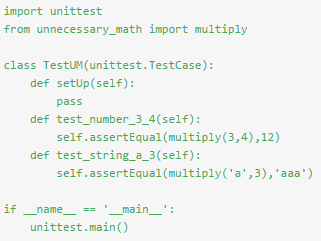 import unittest
from unnecessary_math import multiply

class TestUM(unittest.TestCase):
    def setUp(self):
        pass
    def test_number_3_4(self):
        self.assertEqual(multiply(3,4),12)
    def test_string_a_3(self):
        self.assertEqual(multiply('a',3),'aaa')

if __name__ == '__main__':
    unittest.main()